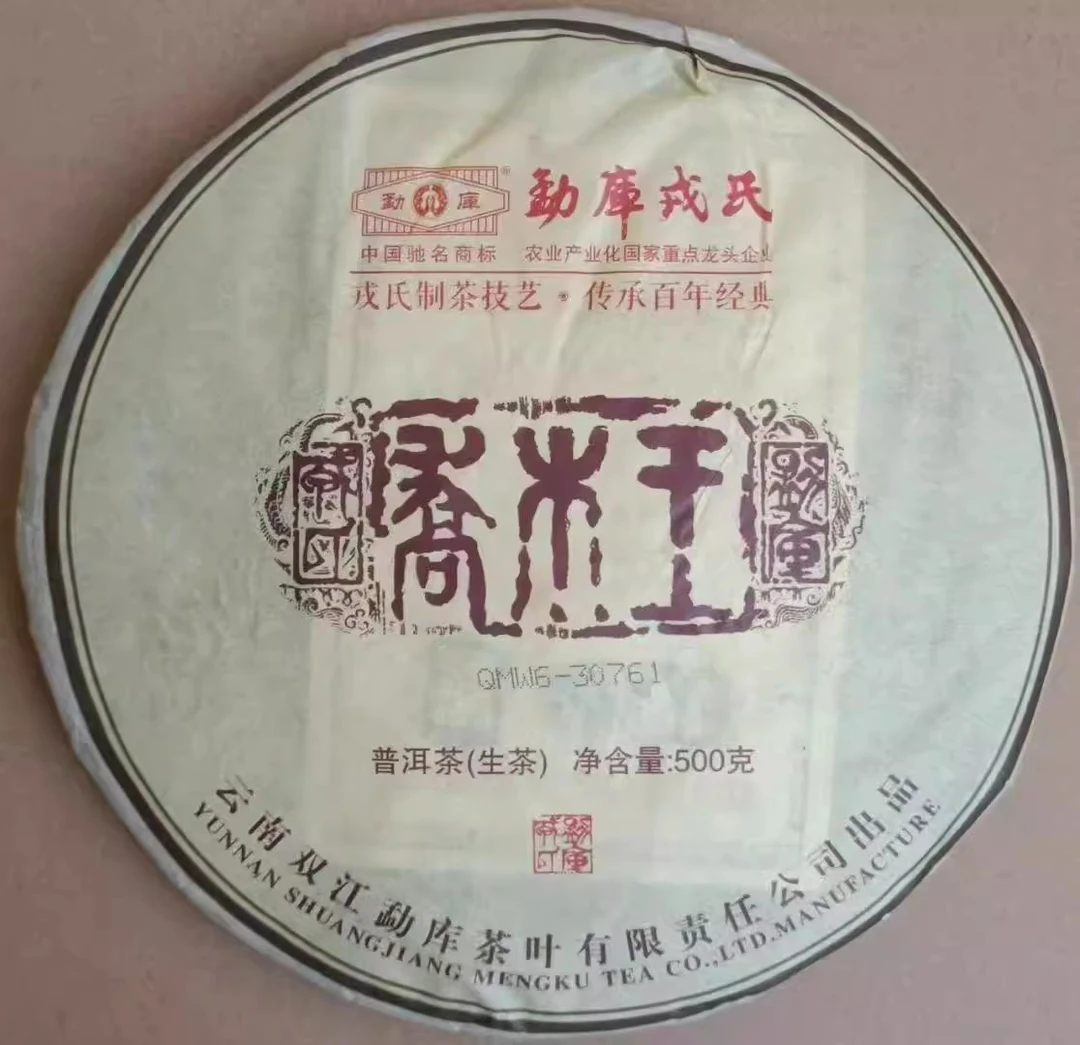 勐库 ®
勐库戎氏
中国驰名商标 农业产业化国家重点龙头企业
戎氏制茶技艺·传承百年经典
喬木王
勐库
QMW6-30761
普洱茶(生茶) 净含量:500克
云南双江勐库茶叶有限责任公司出品
YUNNAN SHUANGJIANG MENGKU TEA CO.,LTD.MANUFACTURE